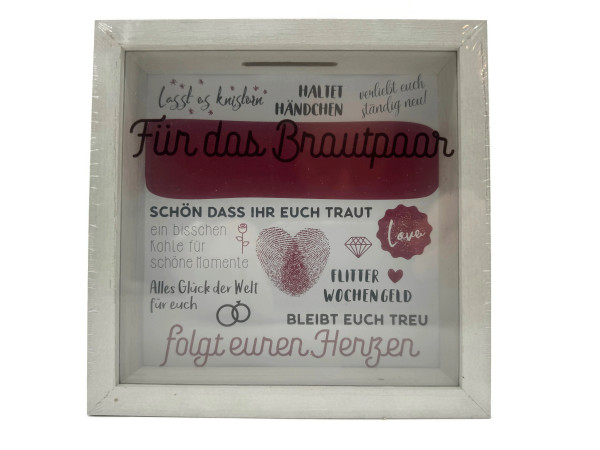 Lasst es knistern
HALTET
HÄNDCHEN
verliebt euch
ständig neu!
Für das Brautpaar
SCHÖN DASS IHR EUCH TRAUT
ein bisschen
Kohle für
schöne Momente
Love
FLITTER
WOCHENGELD
Alles Glück der Welt
für euch
BLEIBT EUCH TREU
folgt euren Herzen